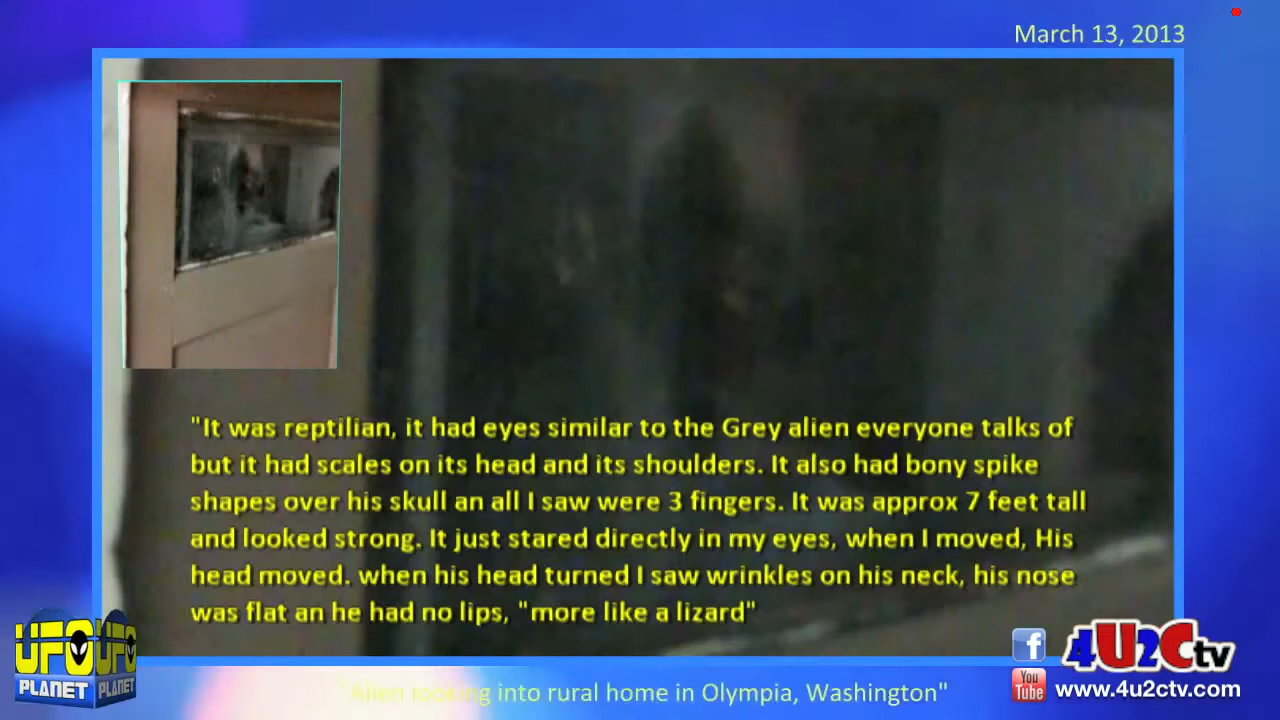 March 13, 2013
"It was reptilian, it had eyes similar to the Grey alien everyone talks of
but it had scales on its head and its shoulders. It also had bony spike
shapes over his skull an all I saw were 3 fingers. It was approx 7 feet tall
and looked strong. It just stared directly in my eyes, when I moved, His
head moved. when his head turned I saw wrinkles on his neck, his nose
was flat an he had no lips, "more like a lizard"
UFO UFO
PLANET PLANET
f 4U2Ctv
You Tube www.4u2ctv.com
"Alien looking into rural home in Olympia, Washington"